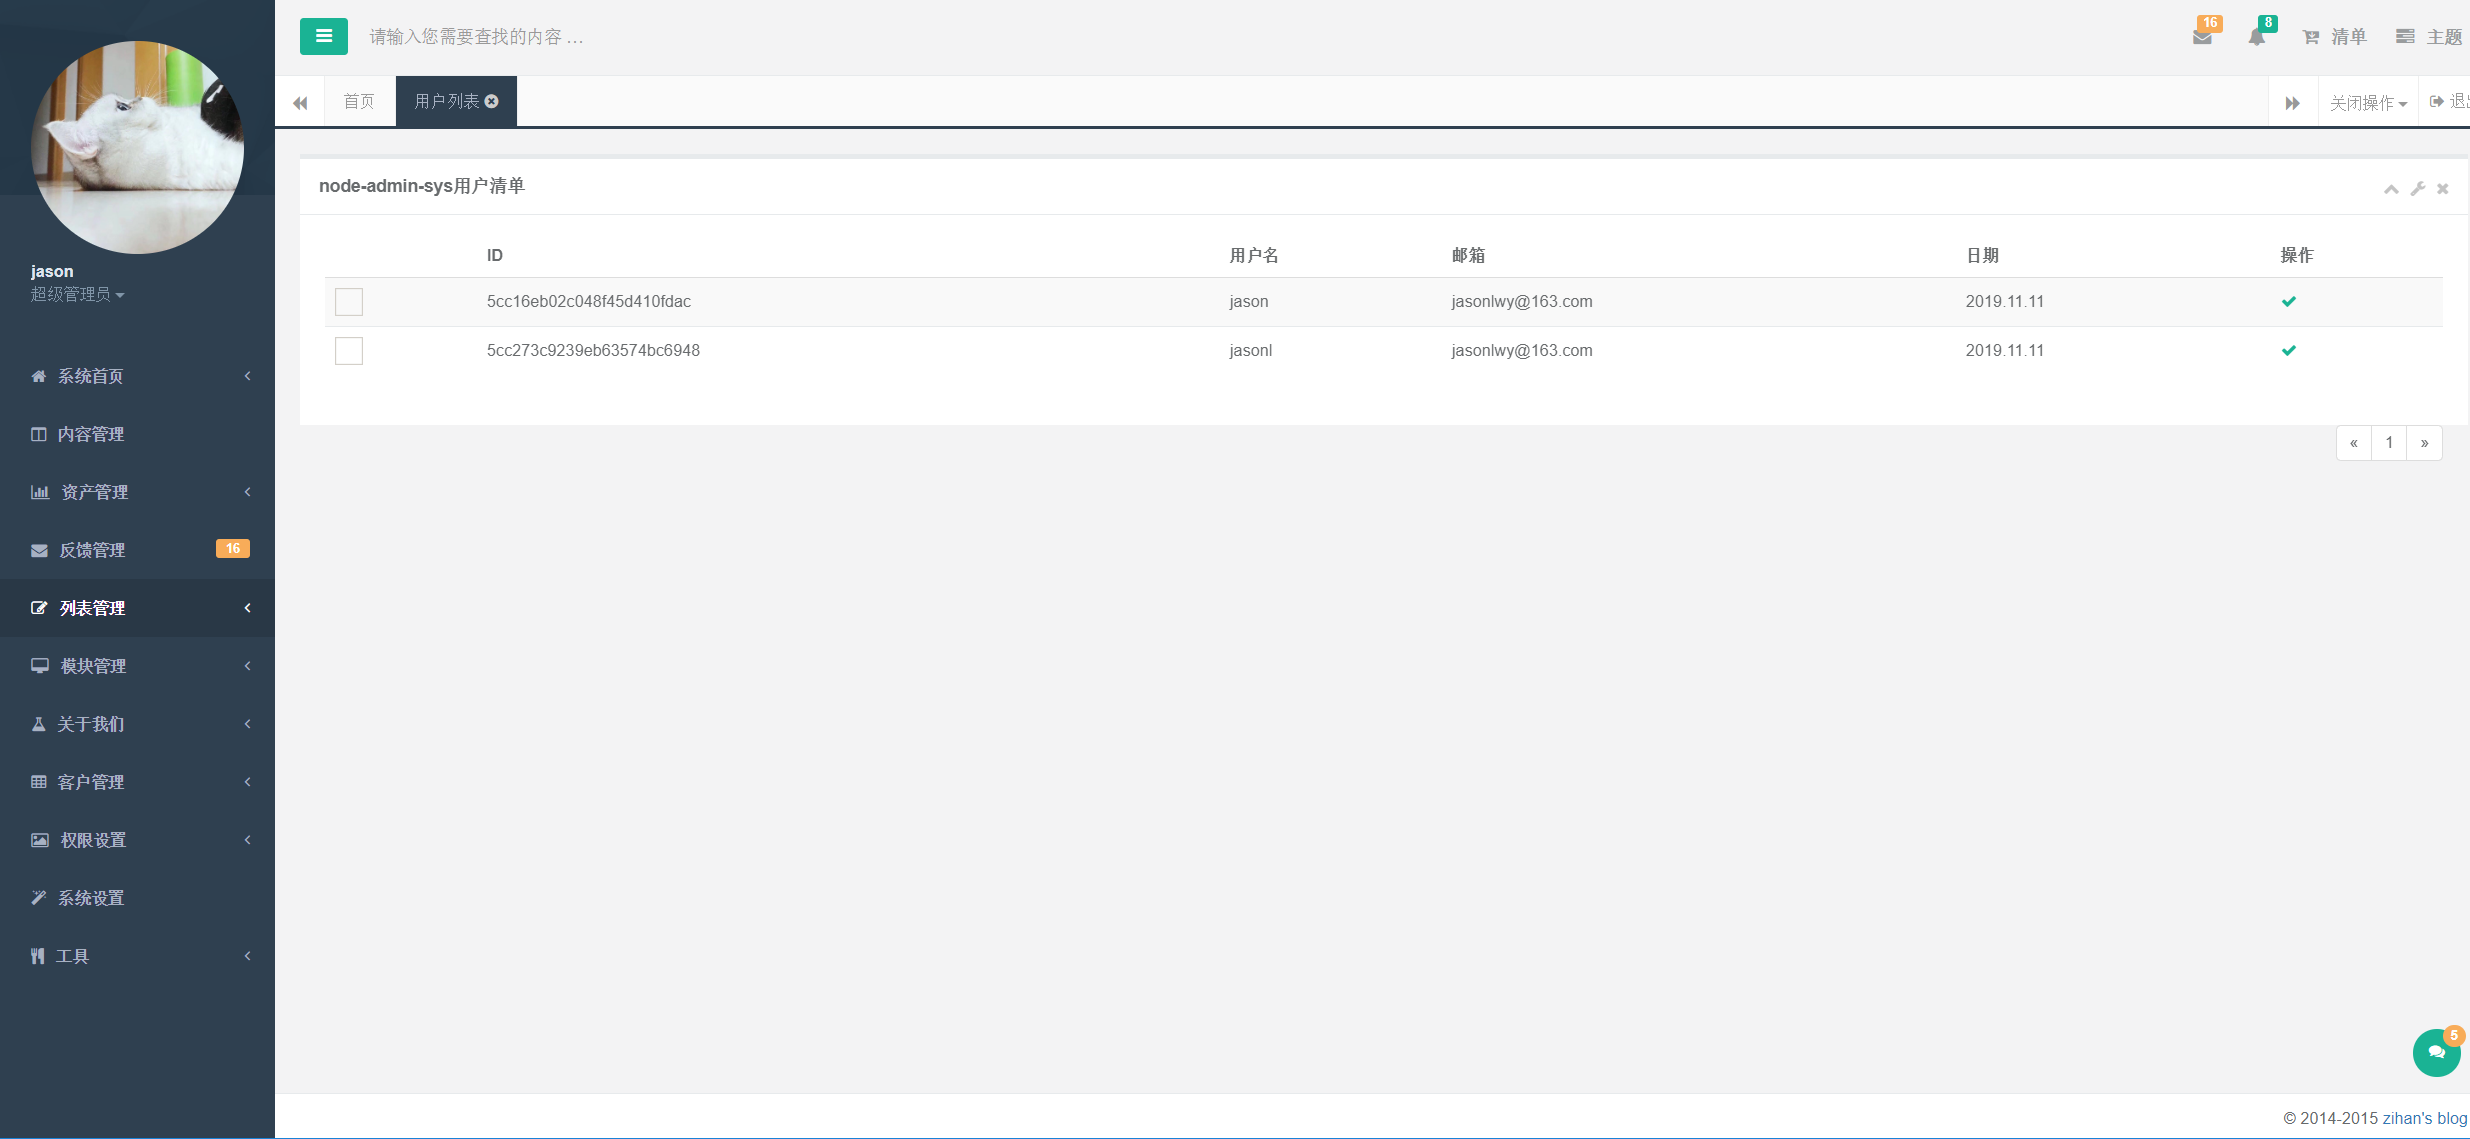 请输入您需要查找的内容 …
16
8
清单
主题
首页
用户列表
关闭操作
退
jason
超级管理员
系统首页
内容管理
资产管理
反馈管理 16
列表管理
模块管理
关于我们
客户管理
权限设置
系统设置
工具
node-admin-sys用户清单
ID 用户名 邮箱 日期 操作
5cc16eb02c048f45d410fdac jason jasonlwy@163.com 2019.11.11
5cc273c9239eb63574bc6948 jasonl jasonlwy@163.com 2019.11.11
« 1 »
5
© 2014-2015 zihan's blog